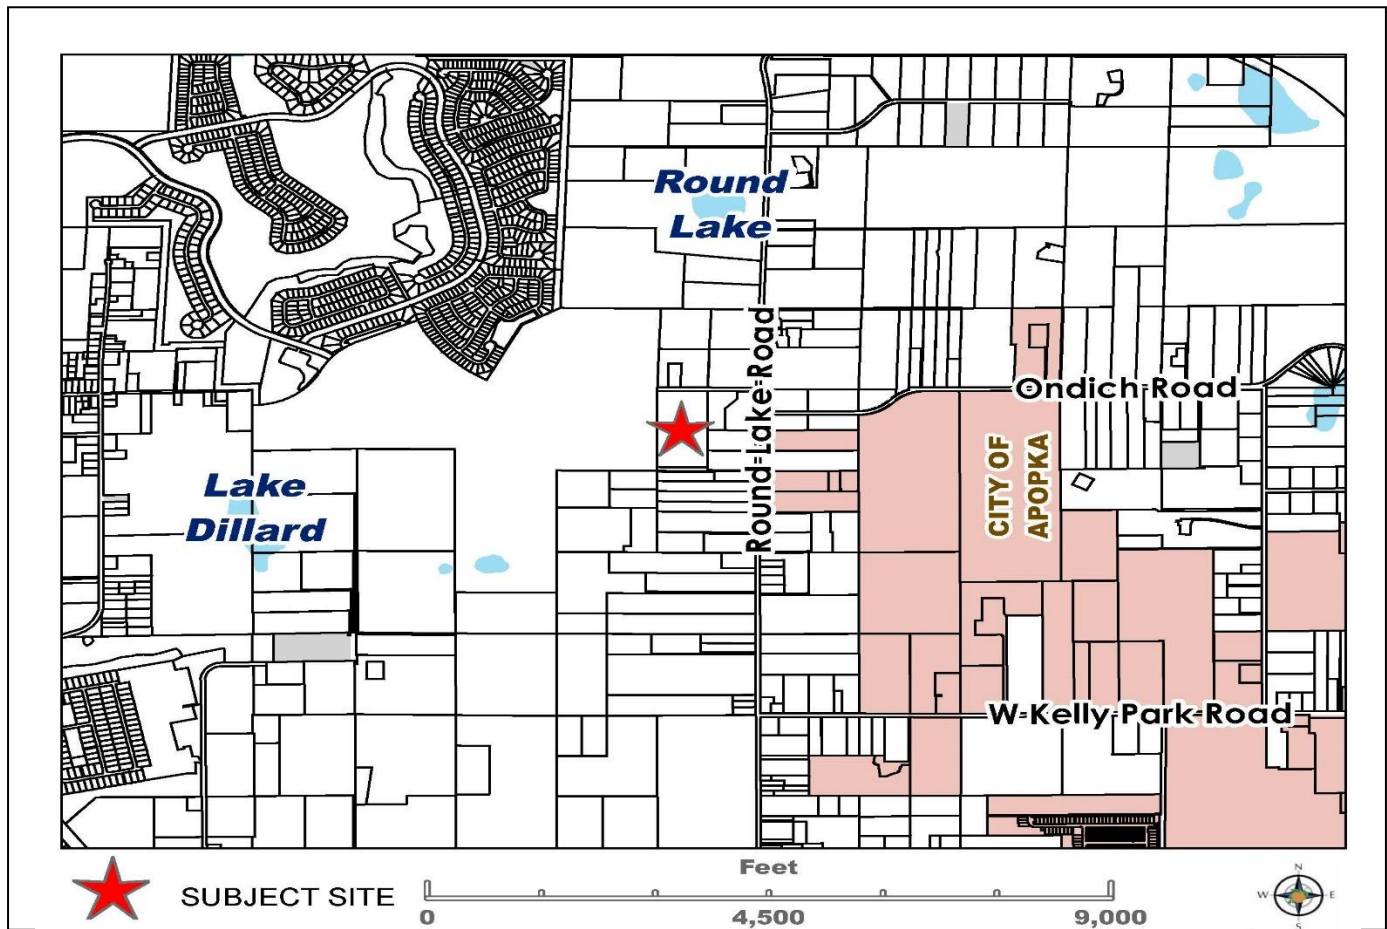 Round
Lake
Round Lake Road
Ondich Road
CITY OF
APOPKA
Lake
Dillard
W Kelly Park Road
SUBJECT SITE
Feet
0
4,500
9,000
N
W
E
S